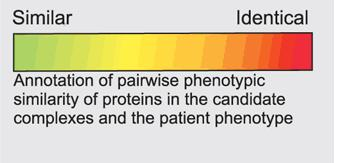 Similar Identical
Annotation of pairwise phenotypic
similarity of proteins in the candidate
complexes and the patient phenotype